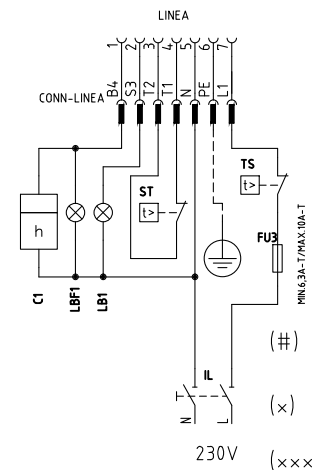 LINEA
1 2 3 4 5 6 7
B4 S3 T2 T1 N PE L1
CONN-LINEA
TS
t>
ST
t>
h
FU3
MIN.6,3A-T/MAX.10A-T
C1
LBF1
LB1
(#)
IL
(x)
N L
230V
(xxx